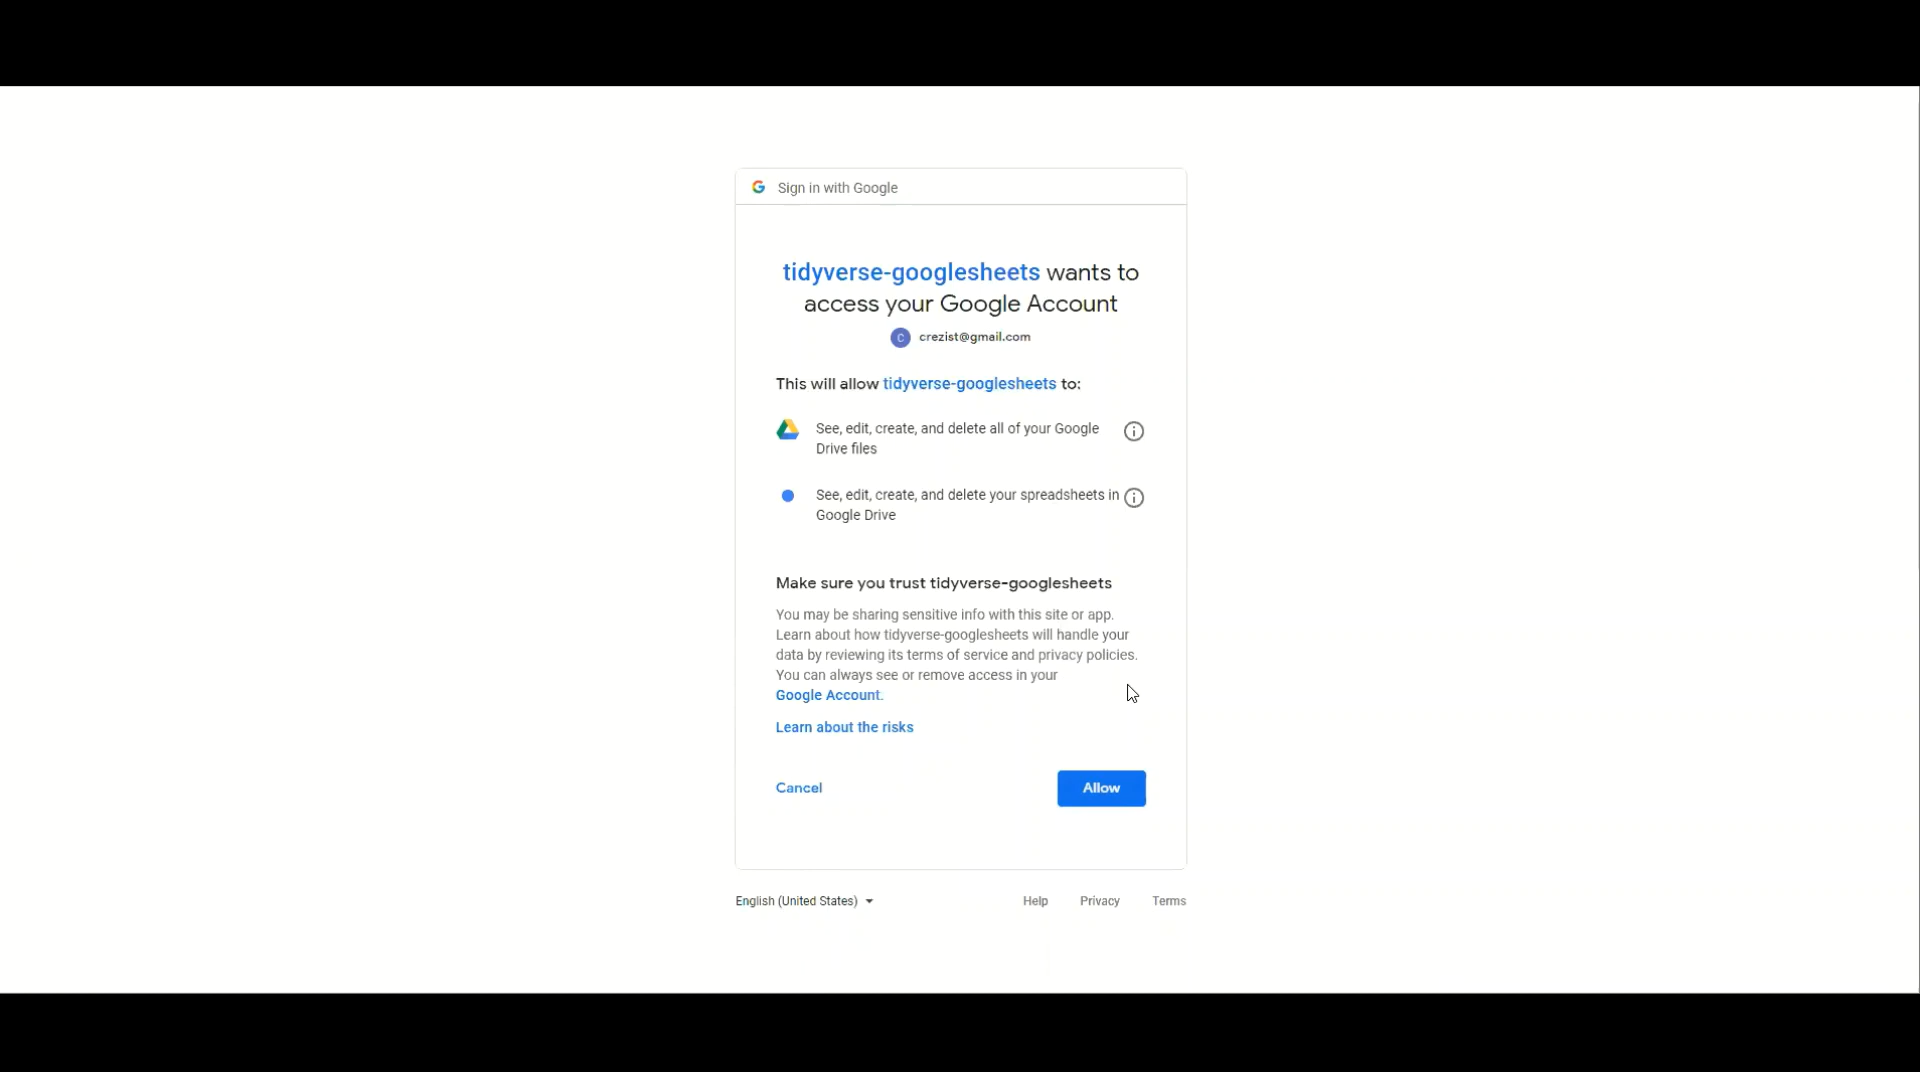 Sign in with Google
tidyverse-googlesheets wants to
access your Google Account
C crezist@gmail.com
This will allow tidyverse-googlesheets to:
See, edit, create, and delete all of your Google
Drive files
See, edit, create, and delete your spreadsheets in
Google Drive
Make sure you trust tidyverse-googlesheets
You may be sharing sensitive info with this site or app.
Learn about how tidyverse-googlesheets will handle your
data by reviewing its terms of service and privacy policies.
You can always see or remove access in your
Google Account.
Learn about the risks
Cancel Allow
English (United States) Help Privacy Terms